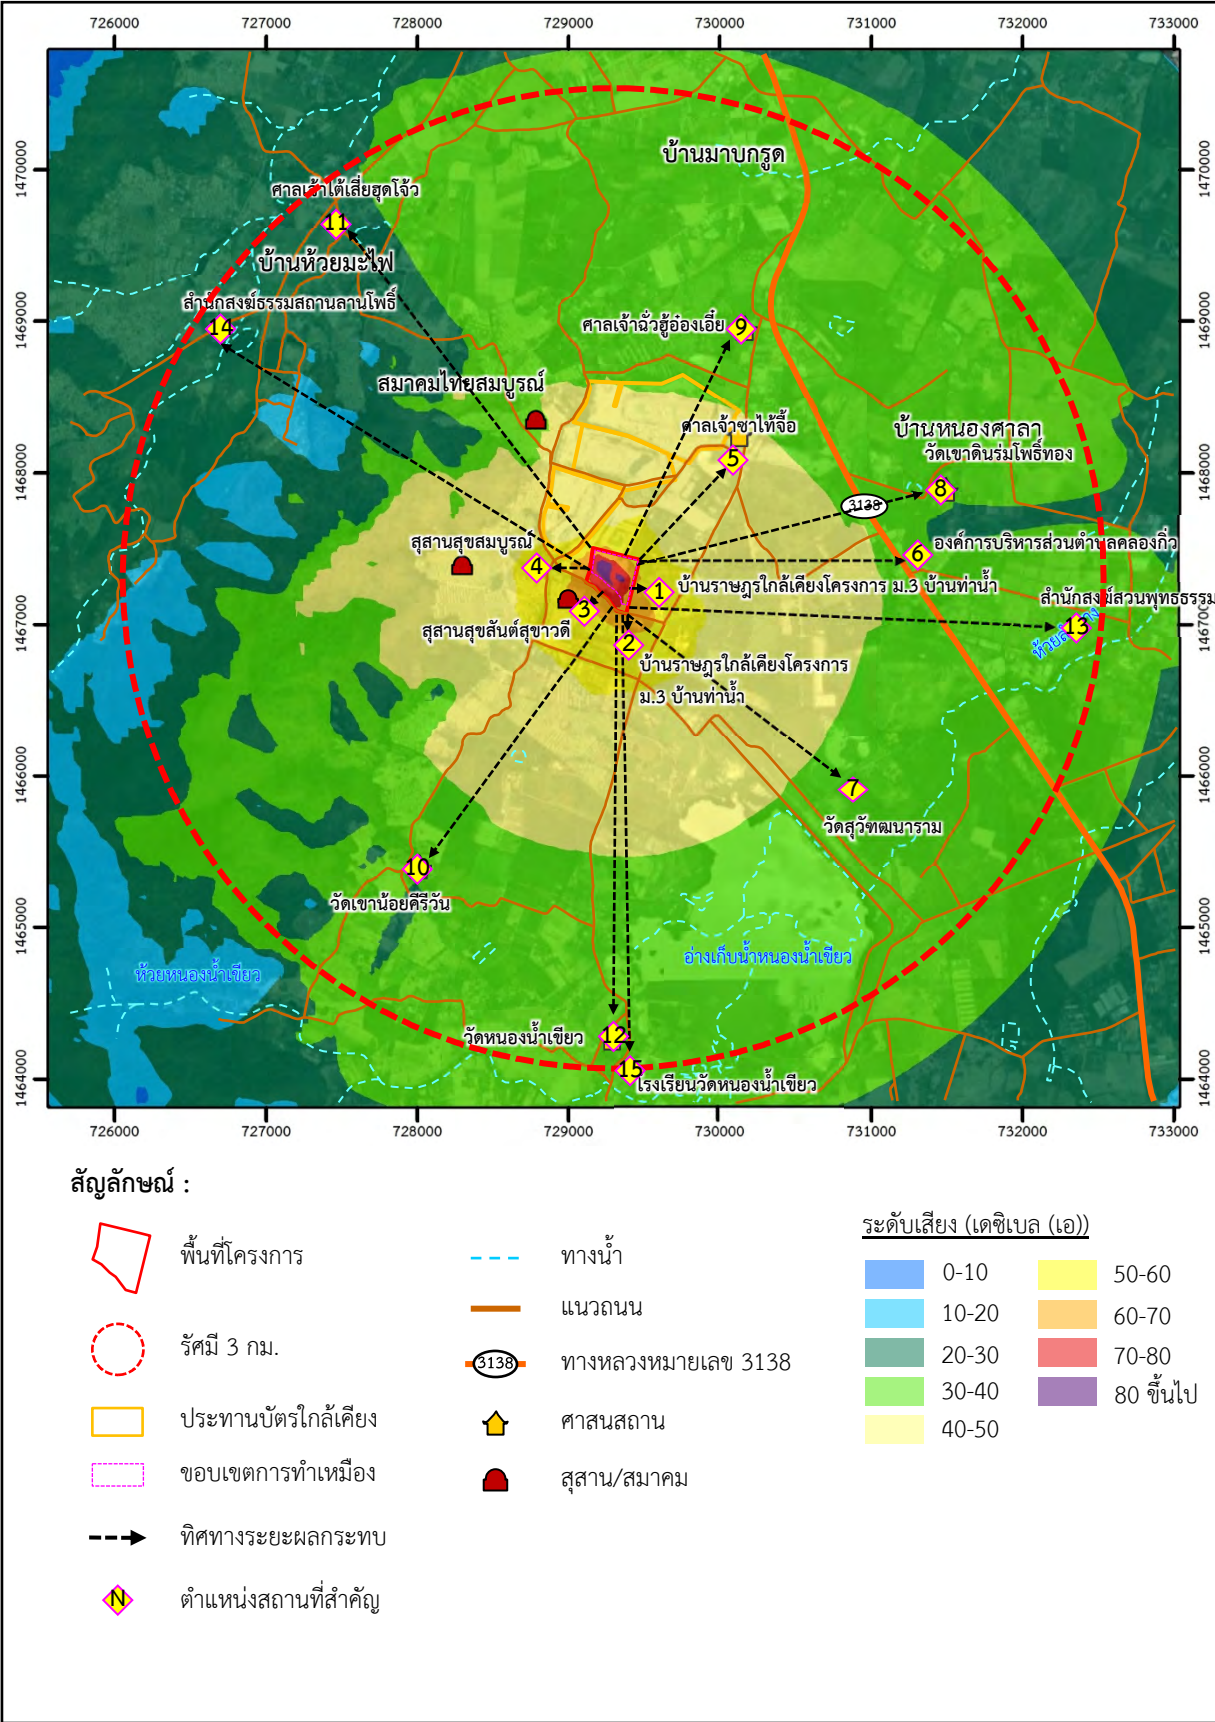 726000 727000 728000 729000 730000 731000 732000 733000
1470000 1470000
1469000 1469000
1468000 1468000
1467000 1467000
1466000 1466000
1465000 1465000
1464000 1464000
บ้านมาบกรูด
ศาลเจ้าไต้เสี่ยฮุดโจ้ว
11
บ้านห้วยมะไฟ
สำนักสงฆ์ธรรมสถานลานโพธิ์
14
ศาลเจ้าฉั่วฮู้อ๋องเอี๋ย
9
สมาคมไทยสมบูรณ์
ศาลเจ้าซาไท้จื้อ
5
บ้านหนองศาลา
วัดเขาดินร่มโพธิ์ทอง
8
3138
สุสานสุขสมบูรณ์
4
6
องค์การบริหารส่วนตำบลคลองกิ่ว
1
บ้านราษฎรใกล้เคียงโครงการ ม.3 บ้านท่าน้ำ
สำนักสงฆ์สวนพุทธธรรม
13
3
สุสานสุขสันต์สุขาวดี
2
บ้านราษฎรใกล้เคียงโครงการ
ม.3 บ้านท่าน้ำ
7
วัดสุวัฑฒนาราม
10
วัดเขาน้อยคีรีวัน
ห้วยหนองน้ำเขียว
อ่างเก็บน้ำหนองน้ำเขียว
วัดหนองน้ำเขียว
12
15
โรงเรียนวัดหนองน้ำเขียว
726000 727000 728000 729000 730000 731000 732000 733000
สัญลักษณ์ :
พื้นที่โครงการ
รัศมี 3 กม.
ประทานบัตรใกล้เคียง
ขอบเขตการทำเหมือง
ทิศทางระยะผลกระทบ
N ตำแหน่งสถานที่สำคัญ
ทางน้ำ
แนวถนน
3138 ทางหลวงหมายเลข 3138
ศาสนสถาน
สุสาน/สมาคม
ระดับเสียง (เดซิเบล (เอ))
0-10
10-20
20-30
30-40
40-50
50-60
60-70
70-80
80 ขึ้นไป